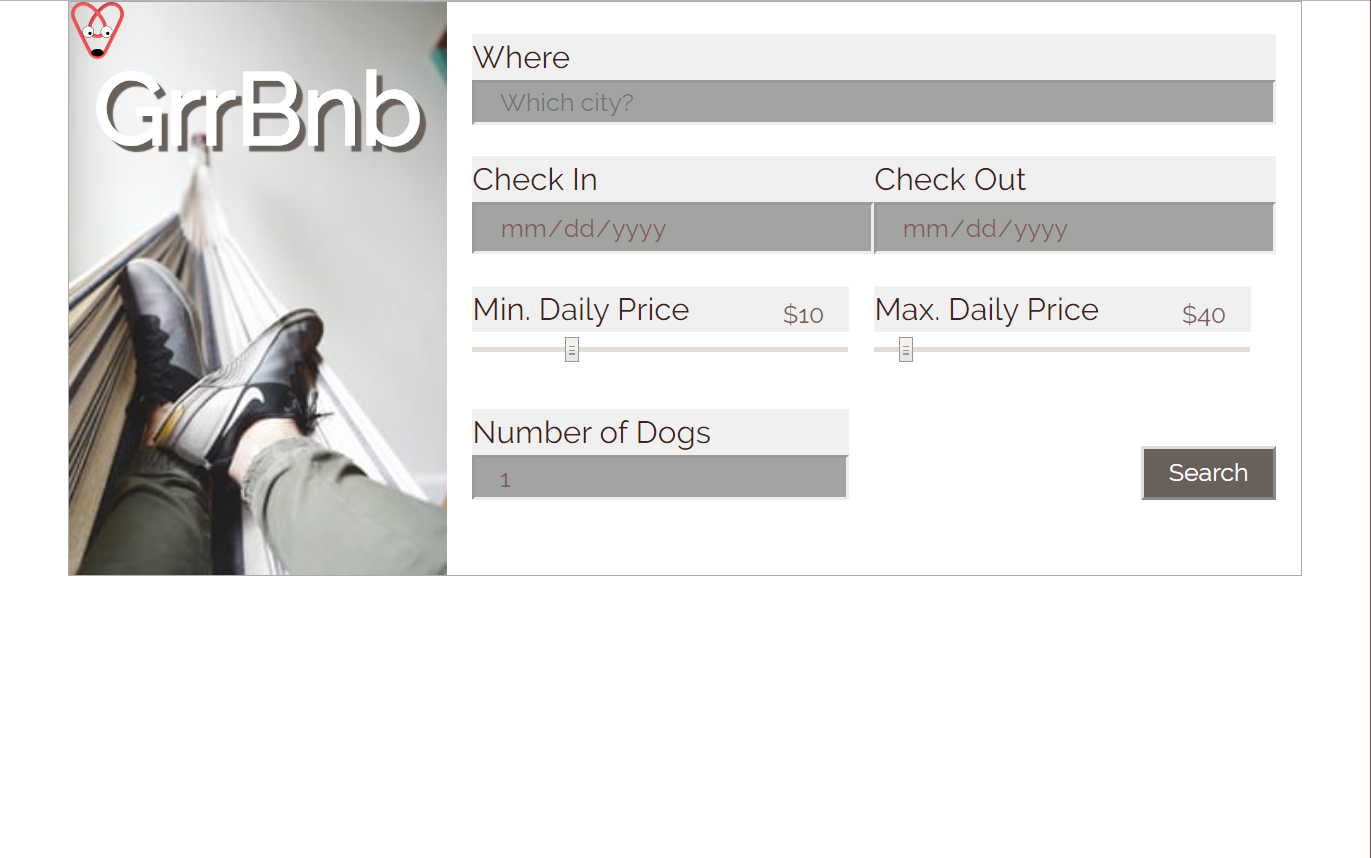 GrrBnb
Where
Which city?
Check In
Check Out
mm/dd/yyyy
mm/dd/yyyy
Min. Daily Price
$10
Max. Daily Price
$40
Number of Dogs
1
Search